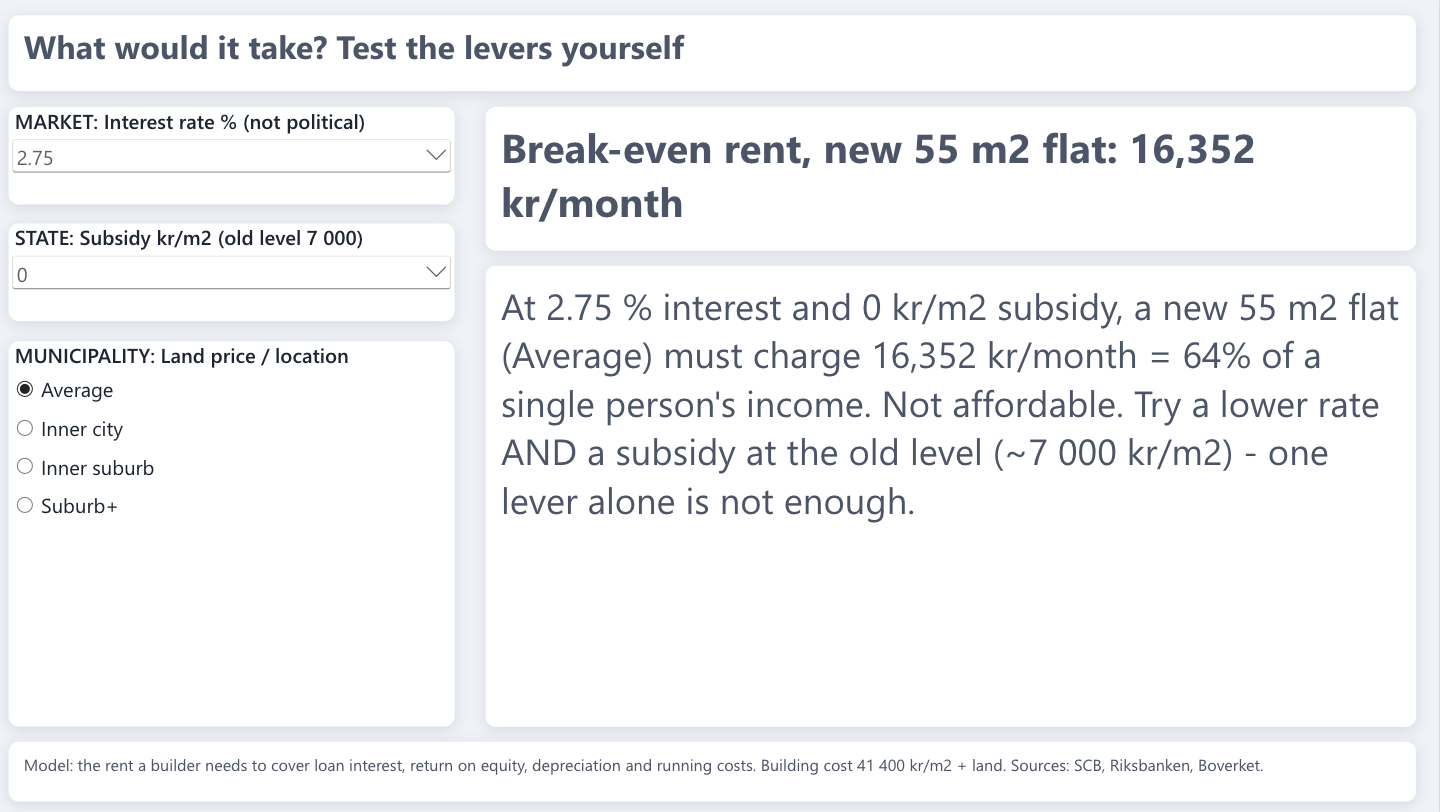 What would it take? Test the levers yourself
MARKET: Interest rate % (not political)
2.75
STATE: Subsidy kr/m2 (old level 7 000)
0
MUNICIPALITY: Land price / location
Average
Inner city
Inner suburb
Suburb+
Break-even rent, new 55 m2 flat: 16,352
kr/month
At 2.75 % interest and 0 kr/m2 subsidy, a new 55 m2 flat
(Average) must charge 16,352 kr/month = 64% of a
single person's income. Not affordable. Try a lower rate
AND a subsidy at the old level (~7 000 kr/m2) - one
lever alone is not enough.
Model: the rent a builder needs to cover loan interest, return on equity, depreciation and running costs. Building cost 41 400 kr/m2 + land. Sources: SCB, Riksbanken, Boverket.